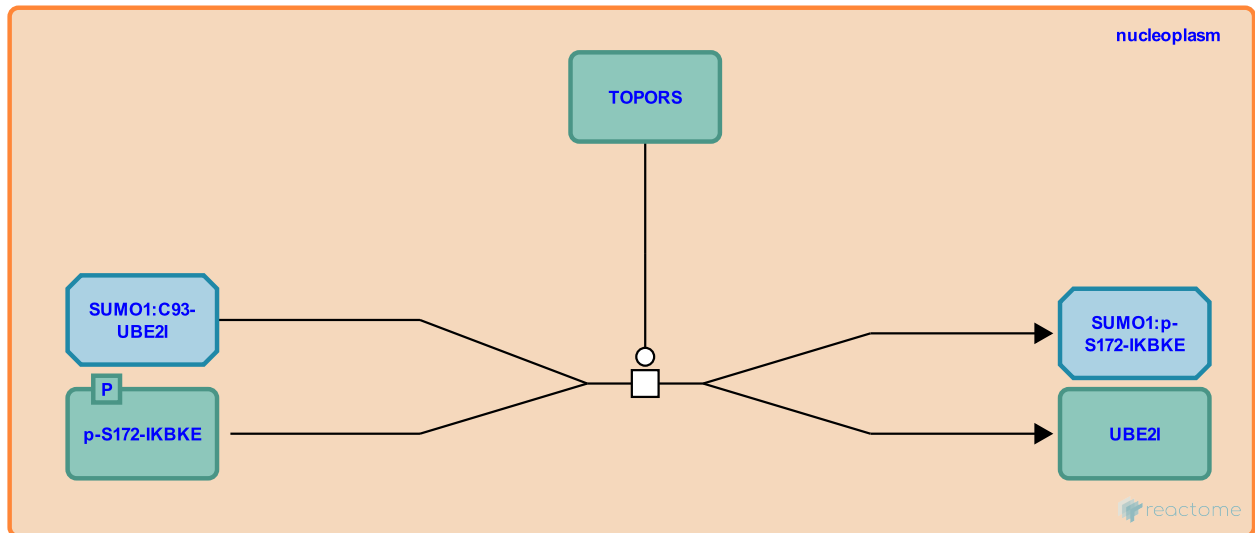 nucleoplasm
TOPORS
SUMO1:C93-
UBE2I
P
p-S172-IKBKE
SUMO1:p-
S172-IKBKE
UBE2I
reactome